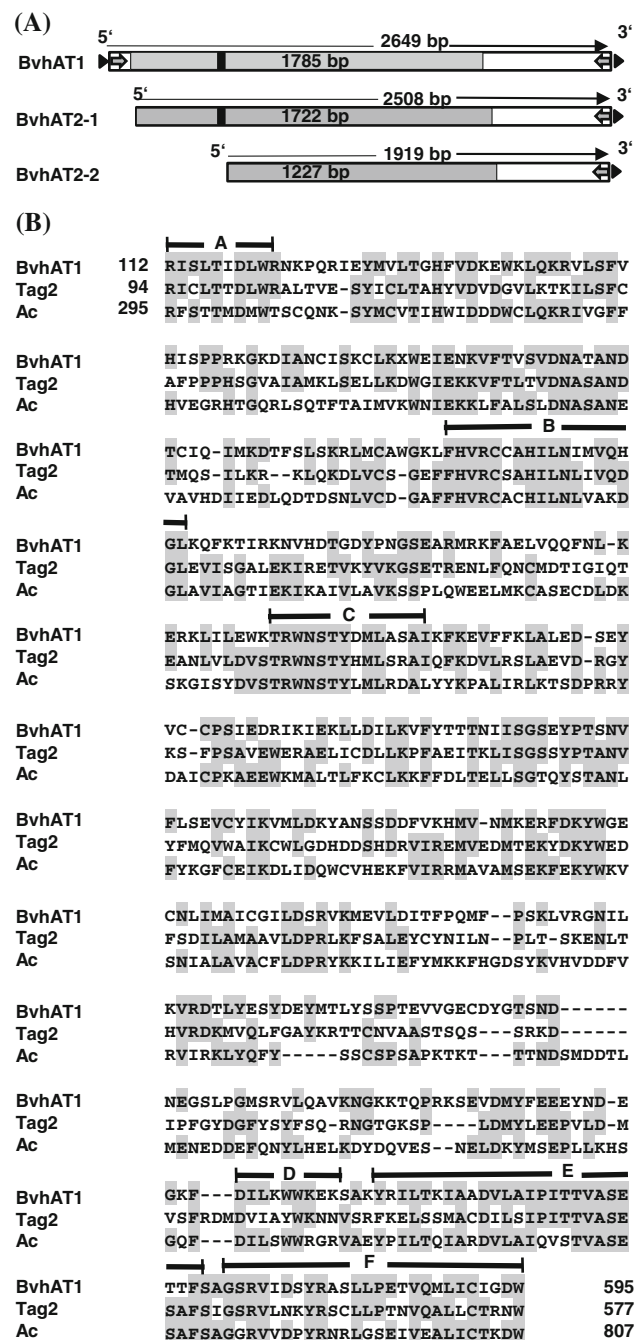 (A)
5‘ 2649 bp 3‘
BvhAT1 1785 bp
5‘ 2508 bp 3‘
BvhAT2-1 1722 bp
5‘ 1919 bp 3‘
BvhAT2-2 1227 bp
(B)
A
BvhAT1 112 RISLTIDLWRNKPQRIEYMVLTGHFVDKEWKLQKRVLSFV
Tag2 94 RICLTTDLWRALTVE-SYICLTAHYVDVDGVLKTKILSFC
Ac 295 RFSTTMDMWTSCQNK-SYMCVTIHWIDDDWCLQKRIVGFF
BvhAT1 HISPPRKGKDIANCISKCLKXWEIENKVFTVSVDNATAND
Tag2 AFPPPHSGVAIAMKLSELLKDWGIEKKVFTLTVDNASAND
Ac HVEGRHTGQRLSQTFTAIMVKWNIEKKLFALSLDNASANE
B
BvhAT1 TCIQ-IMKDTFSLSKRLMCAWGKLFHVRCCAHILNIMVQH
Tag2 TMQS-ILKR--KLQKDLVCS-GEFFHVRCSAHILNLIVQD
Ac VAVHDIIEDLQDTDSNLVCD-GAFFHVRCACHILNLVAKD
BvhAT1 GLKQFKTIRKNVHDTGDYPNGSEARMRKFAELVQQFNL-K
Tag2 GLEVISGALEKIRETVKYVKGSETRENLFQNCMDTIGIQT
Ac GLAVIAGTIEKIKAIVLAVKSSPLQWEELMKCASECDLDK
C
BvhAT1 ERKLILEWKTRWNSTYDMLASAIKFKEVFFKLALED-SEY
Tag2 EANLVLDVSTRWNSTYHMLSRAIQFKDVLRSLAEVD-RGY
Ac SKGISYDVSTRWNSTYLMLRDALYYKPALIRLKTSDPRRY
BvhAT1 VC-CPSIEDRIKIEKLLDILKVFYTTTNIISGSEYPTSNV
Tag2 KS-FPSAVEWERAELICDLLKPFAEITKLISGSSYPTANV
Ac DAICPKAEEWKMALTLFKCLKKFFDLTELLSGTQYSTANL
BvhAT1 FLSEVCYIKVMLDKYANSSDDFVKHMV-NMKERFDKYWGE
Tag2 YFMQVWAIKCWLGDHDDSHDRVIREMVEDMTEKYDKYWED
Ac FYKGFCEIKDLIDQWCVHEKFVIRRMAVAMSEKFEKYWKV
BvhAT1 CNLIMAICGILDSRVKMEVLDITFPQMF--PSKLVRGNIL
Tag2 FSDILAMAAVLDPRLKFSALEYCYNILN--PLT-SKENLT
Ac SNIALAVACFLDPRYKKILIEFYMKKFHGDSYKVHVDDFV
BvhAT1 KVRDTLYESYDEYMTLYSSPTEVVGECDYGTSND------
Tag2 HVRDKMVQLFGAYKRTTCNVAASTSQS---SRKD------
Ac RVIRKLYQFY-----SSCSPSAPKTKT---TTNDSMDDTL
BvhAT1 NEGSLPGMSRVLQAVKNGKKTQPRKSEVDMYFEEEYND-E
Tag2 IPFGYDGFYSYFSQ-RNGTGKSP----LDMYLEEPVLD-M
Ac MENEDDEFQNYLHELKDYDQVES--NELDKYMSEPLLKHS
D E
BvhAT1 GKF---DILKWWKEKSAKYRILTKIAADVLAIPITTVASE
Tag2 VSFRDMDVIAYWKNNVSRFKELSSMACDILSIPITTVASE
Ac GQF---DILSWWRGRVAEYPILTQIARDVLAIQVSTVASE
F
BvhAT1 TTFSAGSRVIDSYRASLLPETVQMLICIGDW 595
Tag2 SAFSIGSRVLNKYRSCLLPTNVQALLCTRNW 577
Ac SAFSAGGRVVDPYRNRLGSEIVEALICTKDW 807